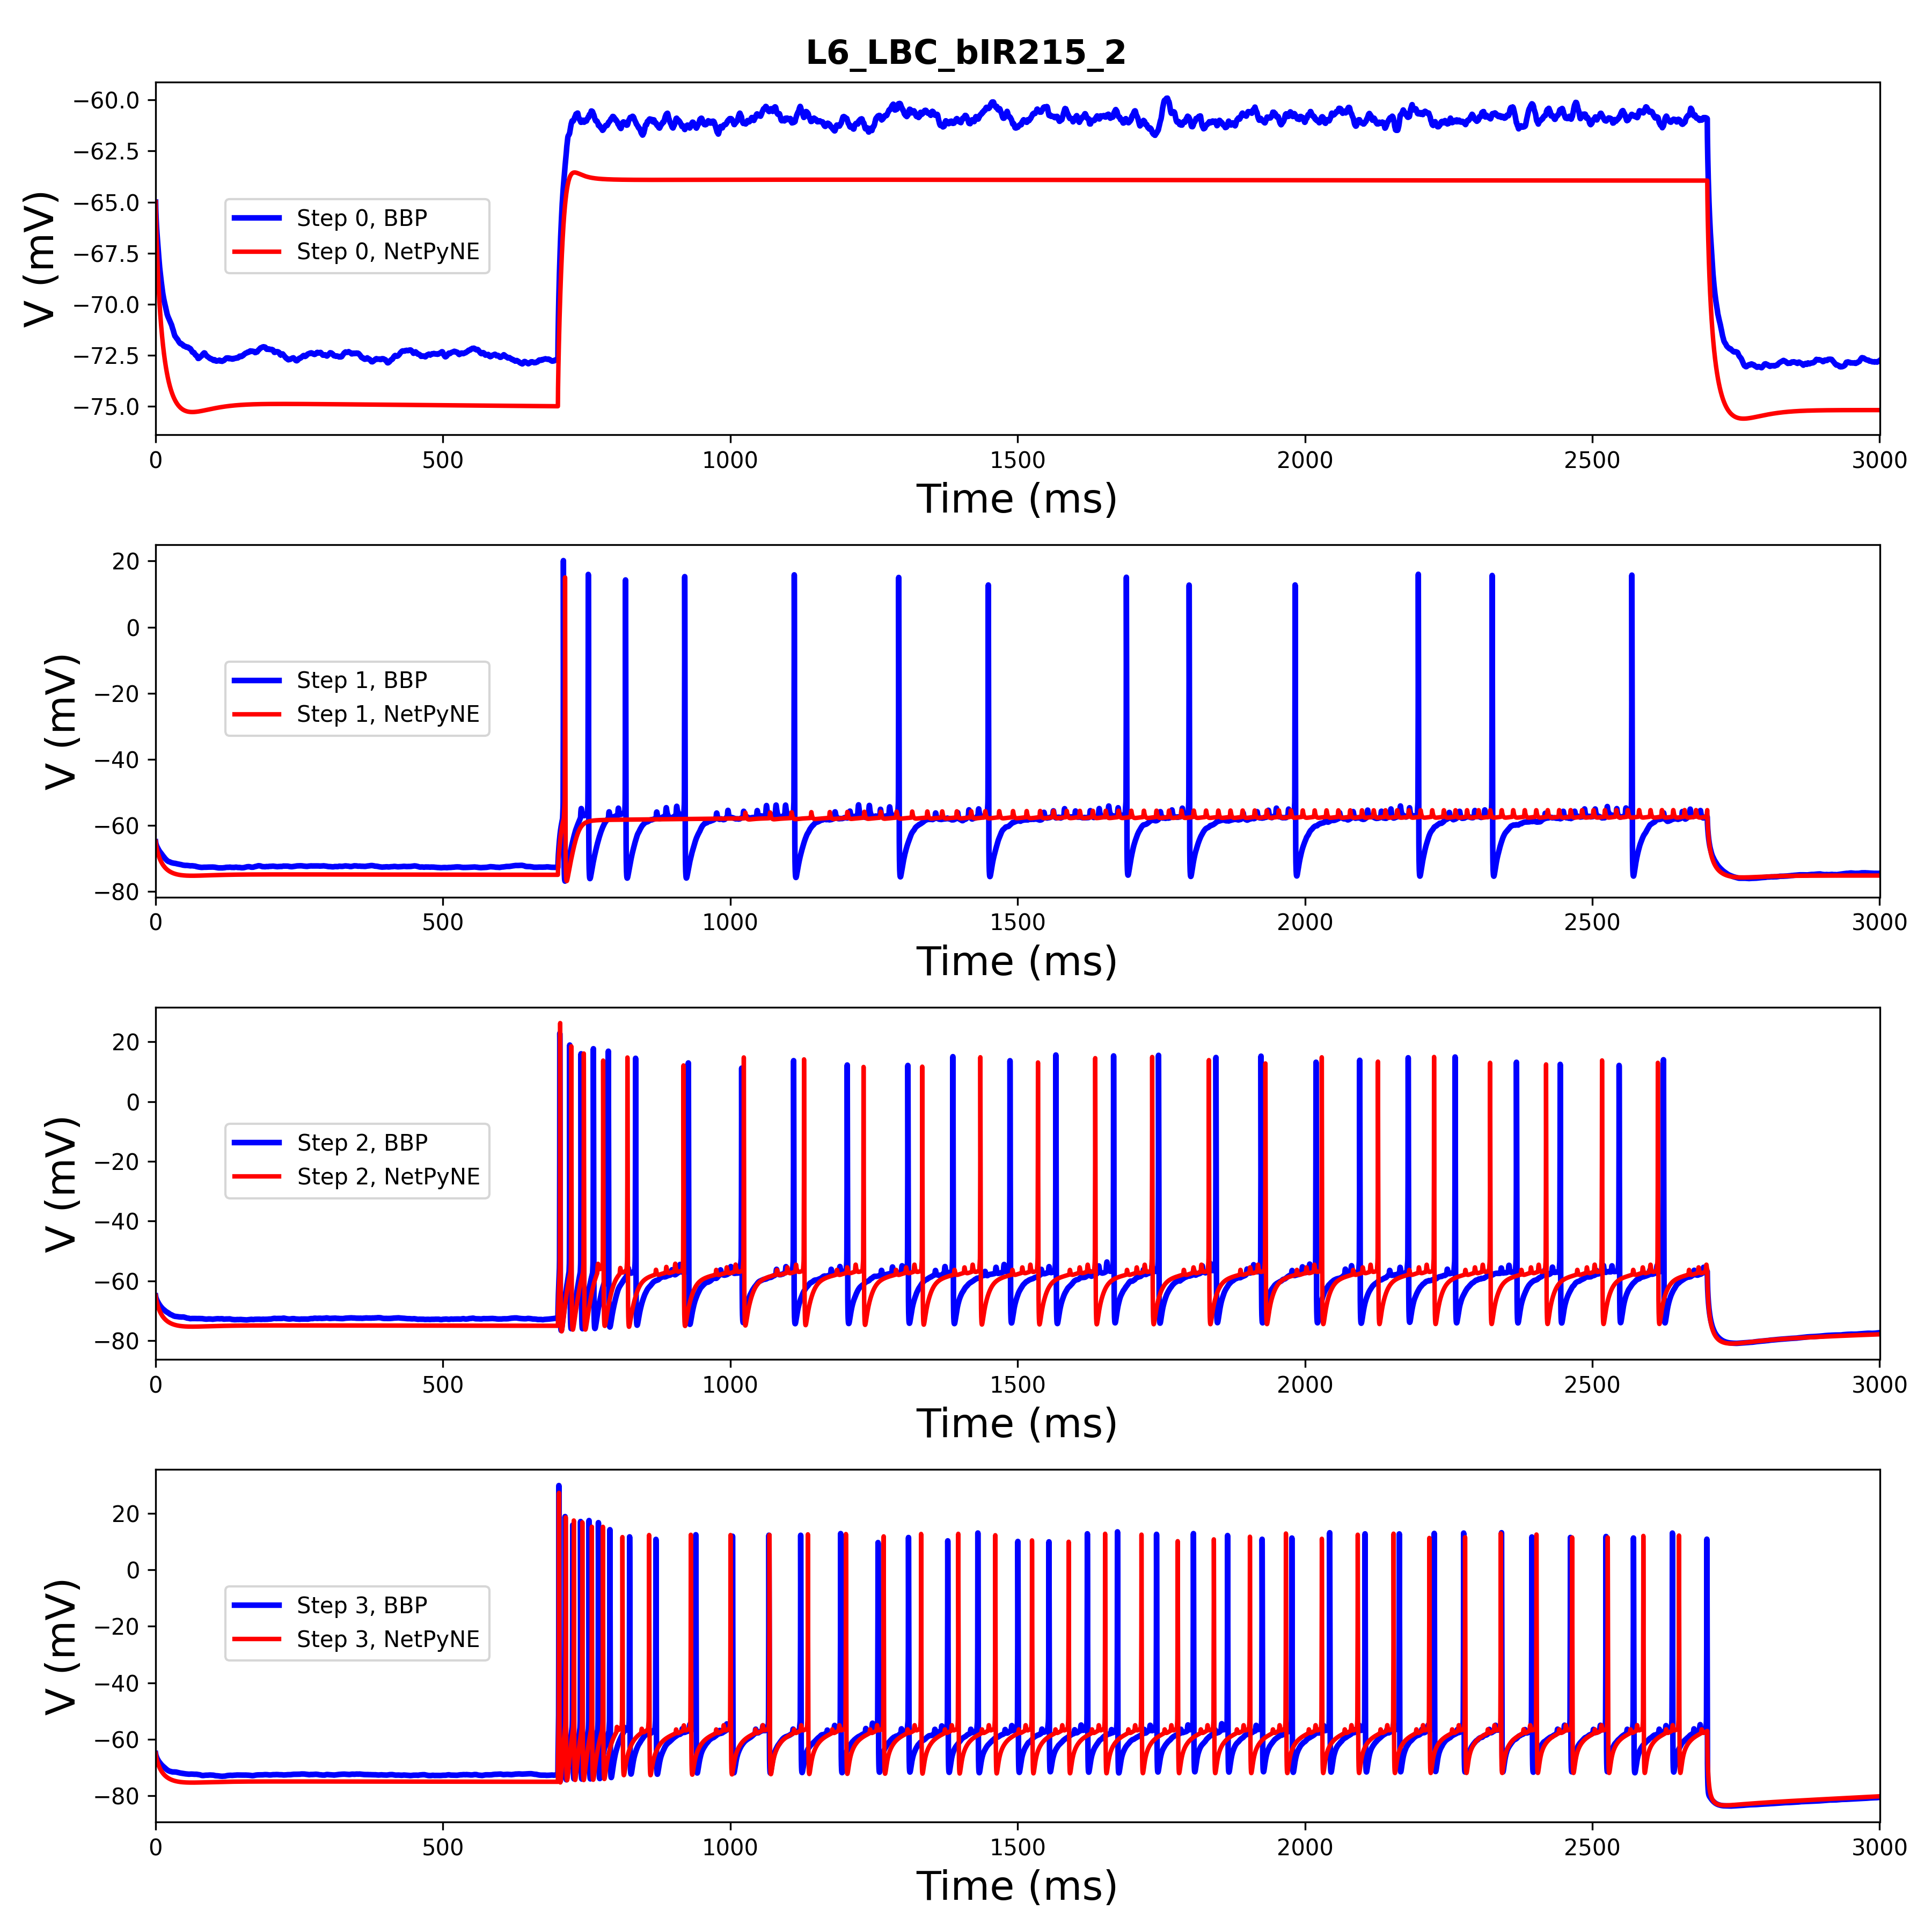 L6_LBC_bIR215_2
V (mV)
−60.0
−62.5
−65.0
−67.5
−70.0
−72.5
−75.0
Step 0, BBP
Step 0, NetPyNE
0 500 1000 1500 2000 2500 3000
Time (ms)
V (mV)
20
0
−20
−40
−60
−80
Step 1, BBP
Step 1, NetPyNE
0 500 1000 1500 2000 2500 3000
Time (ms)
V (mV)
20
0
−20
−40
−60
−80
Step 2, BBP
Step 2, NetPyNE
0 500 1000 1500 2000 2500 3000
Time (ms)
V (mV)
20
0
−20
−40
−60
−80
Step 3, BBP
Step 3, NetPyNE
0 500 1000 1500 2000 2500 3000
Time (ms)